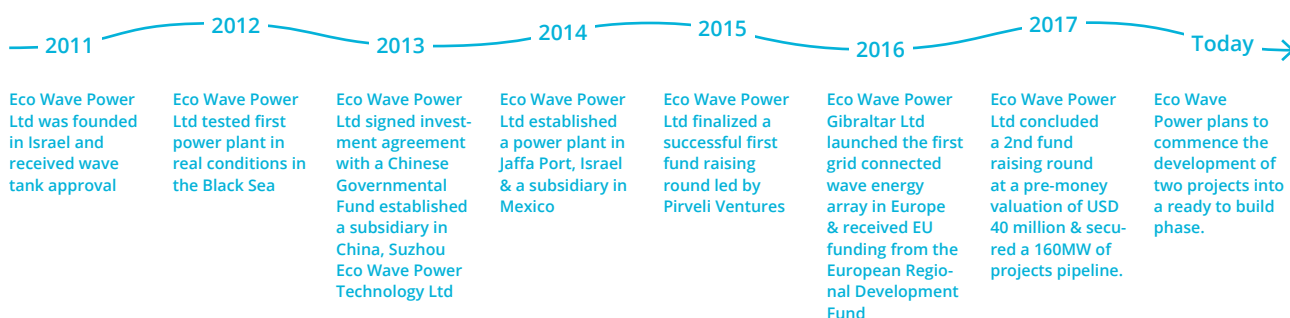 2011
Eco Wave Power
Ltd was founded
in Israel and
received wave
tank approval
2012
Eco Wave Power
Ltd tested first
power plant in
real conditions in
the Black Sea
2013
Eco Wave Power
Ltd signed invest-
ment agreement
with a Chinese
Governmental
Fund established
a subsidiary in
China, Suzhou
Eco Wave Power
Technology Ltd
2014
Eco Wave Power
Ltd established
a power plant in
Jaffa Port, Israel
& a subsidiary in
Mexico
2015
Eco Wave Power
Ltd finalized a
successful first
fund raising
round led by
Pirveli Ventures
2016
Eco Wave Power
Gibraltar Ltd
launched the first
grid connected
wave energy
array in Europe
& received EU
funding from the
European Regio-
nal Development
Fund
2017
Eco Wave Power
Ltd concluded
a 2nd fund
raising round
at a pre-money
valuation of USD
40 million & secu-
red a 160MW of
projects pipeline.
Today
Eco Wave
Power plans to
commence the
development of
two projects into
a ready to build
phase.